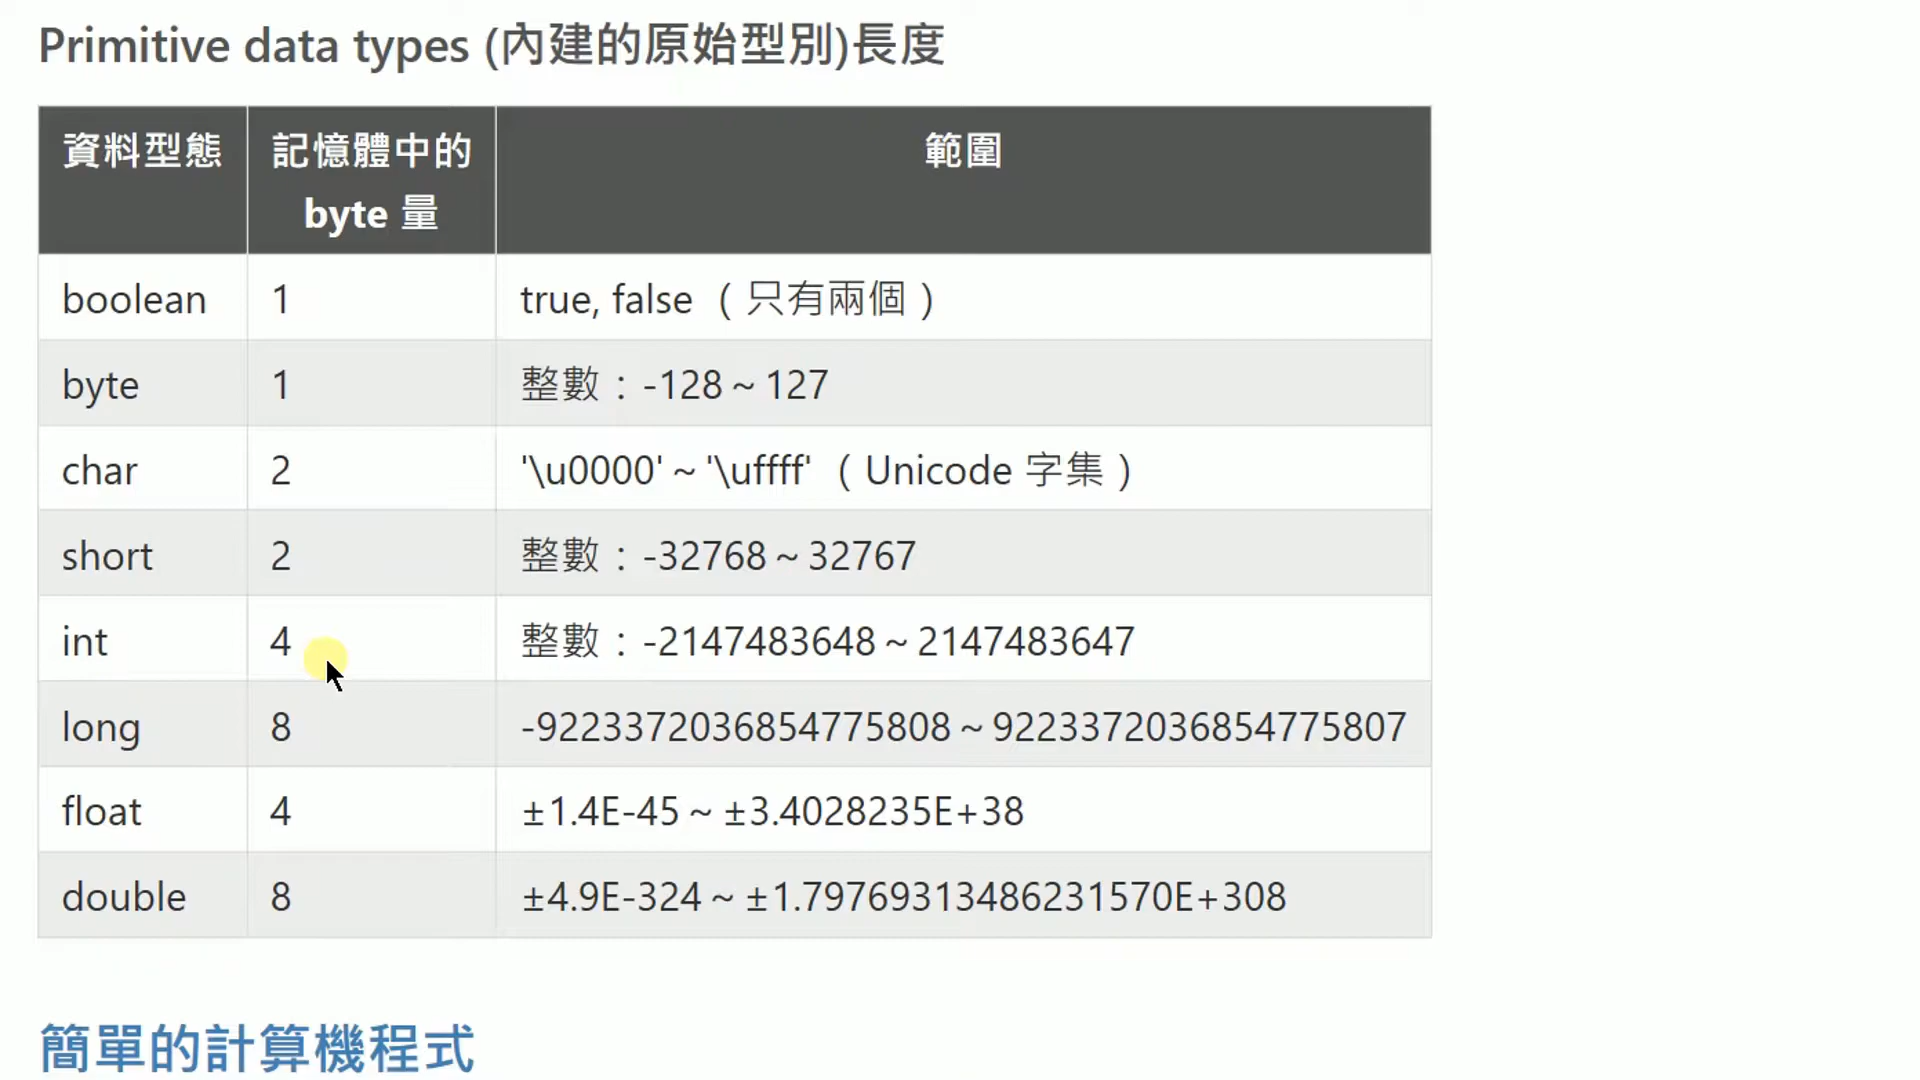 Primitive data types (內建的原始型別)長度
資料型態 記憶體中的 範圍
byte 量
boolean 1 true, false （只有兩個）
byte 1 整數：-128～127
char 2 '\u0000'～'\uffff' （Unicode 字集）
short 2 整數：-32768～32767
int 4 整數：-2147483648～2147483647
long 8 -9223372036854775808～9223372036854775807
float 4 ±1.4E-45～±3.4028235E+38
double 8 ±4.9E-324～±1.79769313486231570E+308
簡單的計算機程式